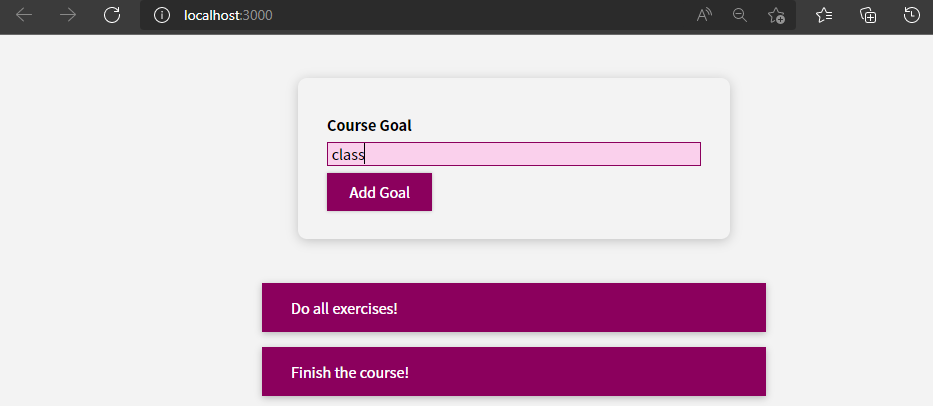 localhost:3000
Course Goal
class
Add Goal
Do all exercises!
Finish the course!